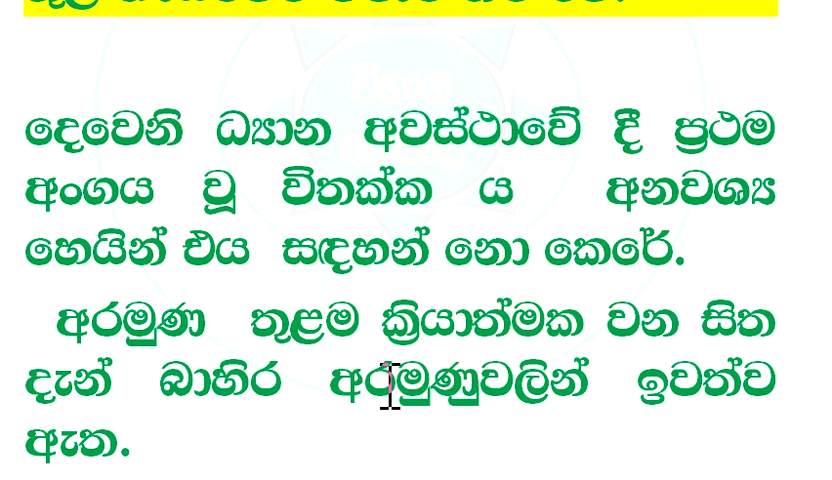 දෙවෙනි ධ්‍යාන අවස්ථාවේ දී ප්‍රථම
අංගය වූ විතක්ක ය අනවශ්‍ය
හෙයින් එය සඳහන් නො කෙරේ.
අරමුණ තුළම ක්‍රියාත්මක වන සිත
දැන් බාහිර අරමුණුවලින් ඉවත්ව
ඇත.